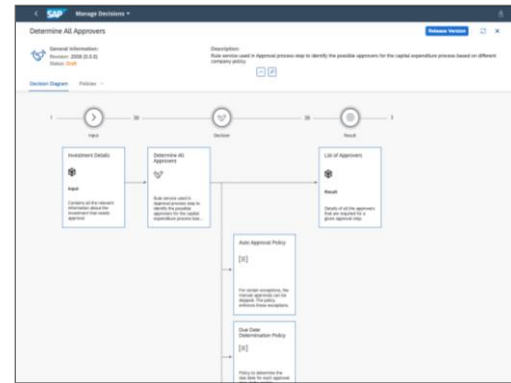 SAP Manage Decisions
Determine All Approvers
Release Version
General Information:
Revision: 2008 (0.0.0)
Status: Draft
Description:
Rule service used in Approval process step to identify the possible approvers for the capital expenditure process based on different
company policy.
Decision Diagram Policies
Input
Decision
Result
Investment Details
Input
Contains all the relevant
information about the
investment that needs
approval
Determine All
Approvers
Rule service used in
Approval process step to
identify the possible
approvers for the capital
expenditure process bas...
List of Approvers
Result
Details of all the approvers
that are required for a
given approval step.
Auto Approval Policy
For certain exceptions, the
manual approvals can be
skipped. The policy
enforces these exceptions.
Due Date
Determination Policy
Policy to determine the
due date for each approval